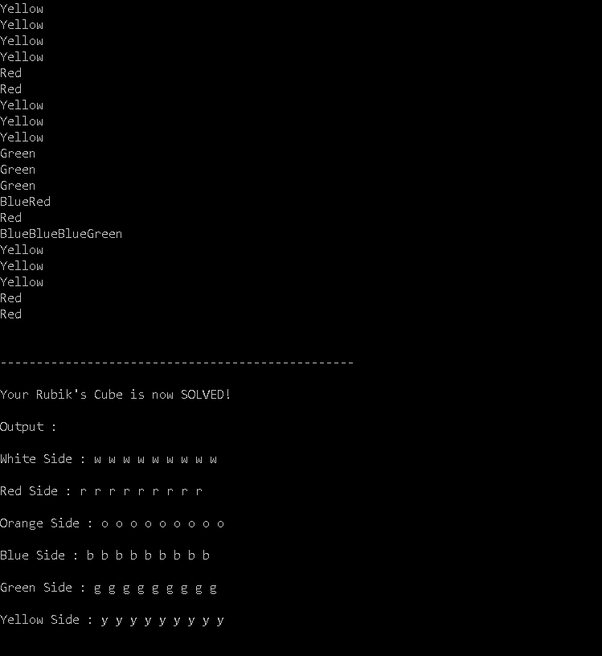 Yellow
Yellow
Yellow
Yellow
Red
Red
Yellow
Yellow
Yellow
Green
Green
Green
BlueRed
Red
BlueBlueBlueGreen
Yellow
Yellow
Yellow
Red
Red
-------------------------------------------------
Your Rubik's Cube is now SOLVED!
Output :
White Side : w w w w w w w w w
Red Side : r r r r r r r r r
Orange Side : o o o o o o o o o
Blue Side : b b b b b b b b b
Green Side : g g g g g g g g g
Yellow Side : y y y y y y y y y